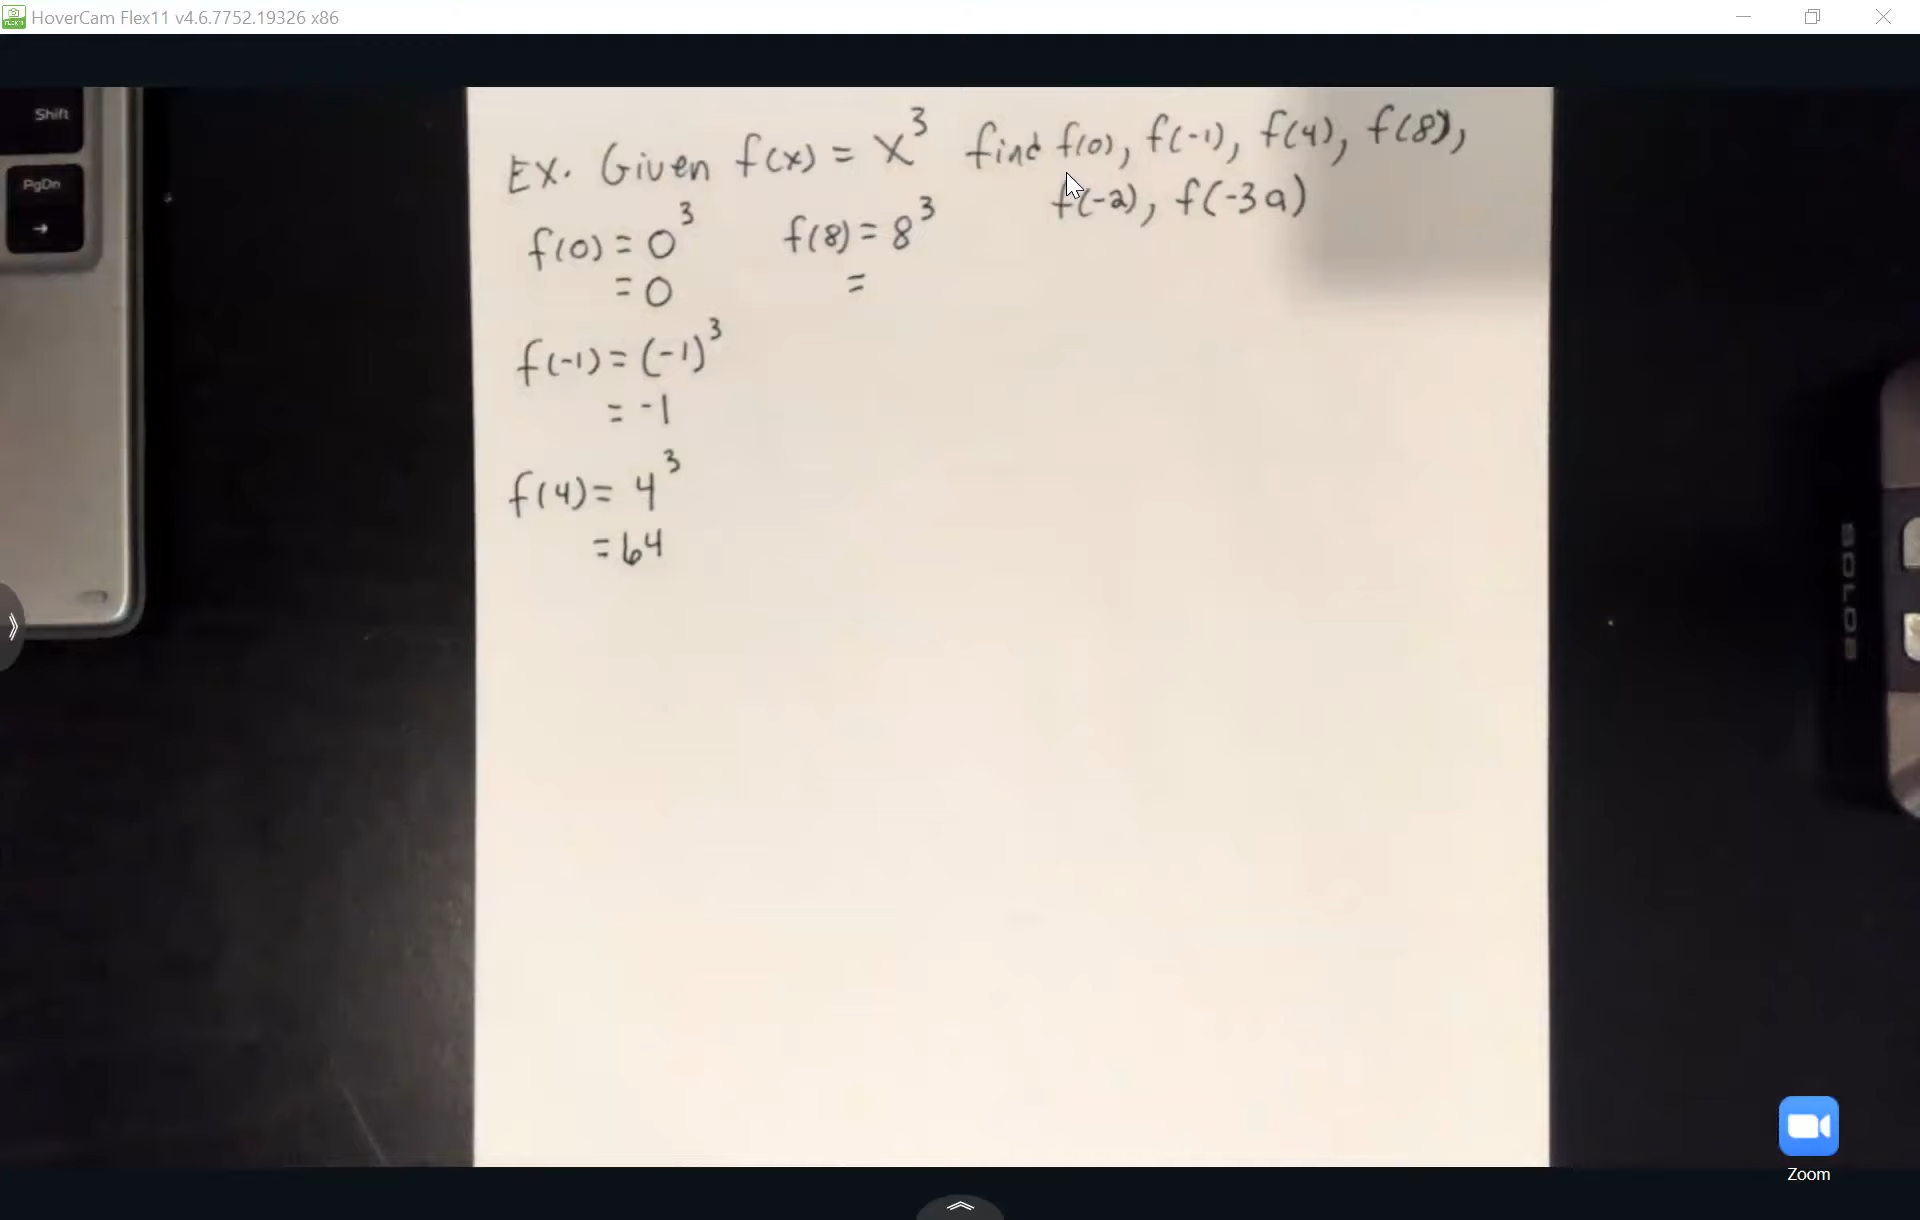 HoverCam Flex11 v4.6.7752.19326 x86
Shift
PgDn
→
Ex. Given f(x) = x³ find f(0), f(-1), f(4), f(8),
f(-2), f(-3a)
f(0) = 0³
= 0
f(-1) = (-1)³
= -1
f(4) = 4³
= 64
f(8) = 8³
=
Zoom